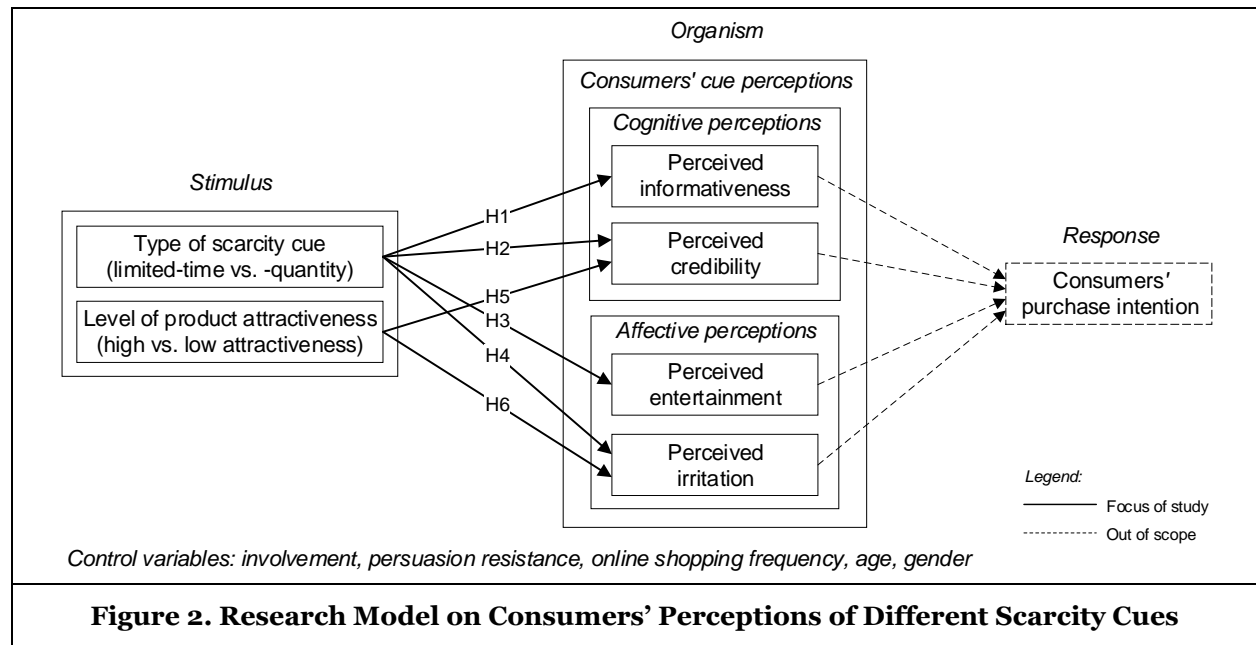 Organism
Consumers' cue perceptions
Cognitive perceptions
Perceived
informativeness
Stimulus
H1
Type of scarcity cue
(limited-time vs. -quantity)
H2
Perceived
credibility
Response
H5
Consumers'
purchase intention
Level of product attractiveness
(high vs. low attractiveness)
H3
Affective perceptions
H4
Perceived
entertainment
H6
Perceived
irritation
Legend:
Focus of study
Out of scope
Control variables: involvement, persuasion resistance, online shopping frequency, age, gender
Figure 2. Research Model on Consumers’ Perceptions of Different Scarcity Cues